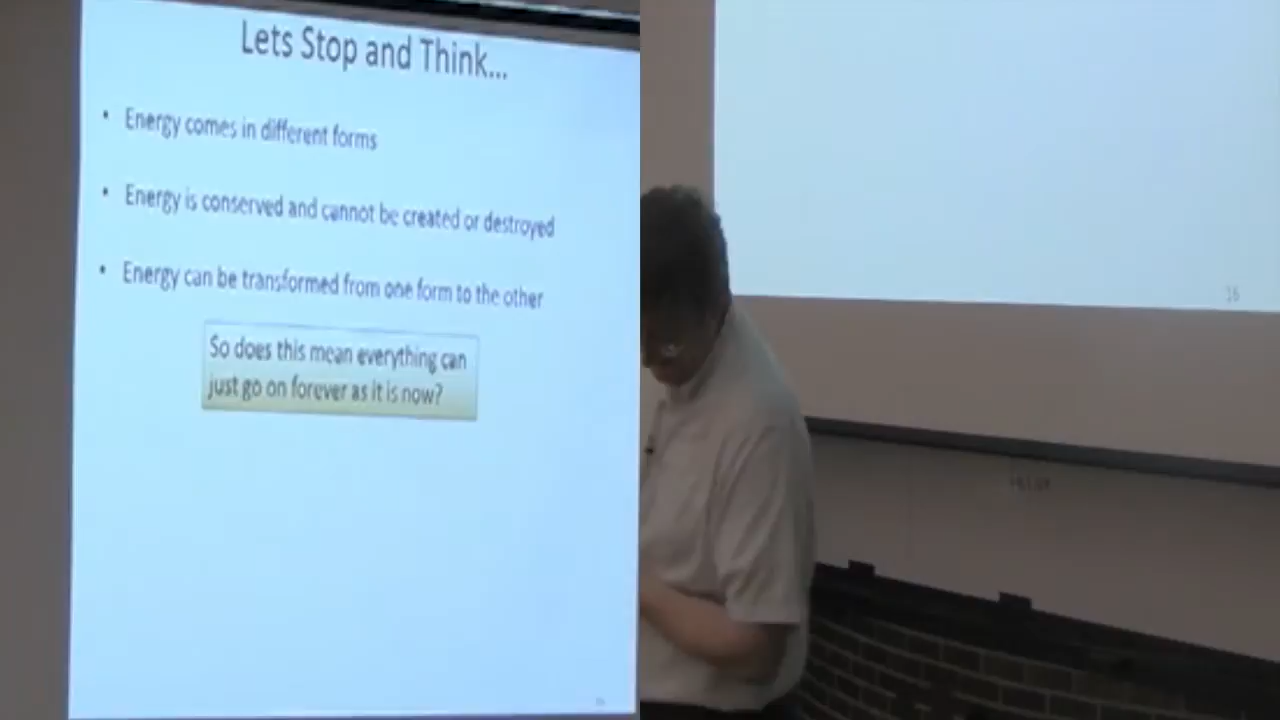 Lets Stop and Think...
• Energy comes in different forms
• Energy is conserved and cannot be created or destroyed
• Energy can be transformed from one form to the other
So does this mean everything can
just go on forever as it is now?
16